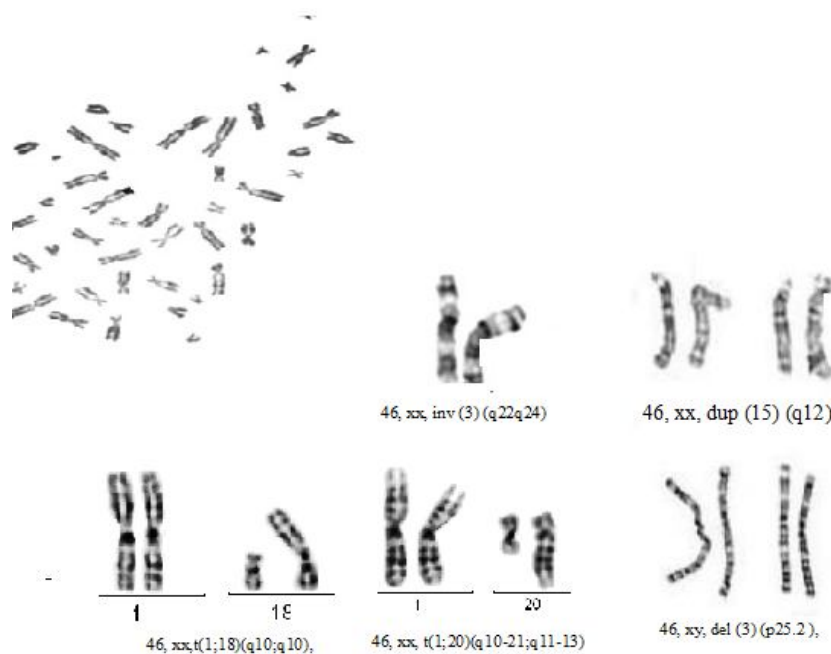 46, xx, inv (3) (q22q24)
46, xx, dup (15) (q12)
1
18
1
20
46, xx,t(1;18)(q10;q10),
46, xx, t(1;20)(q10-21;q11-13)
46, xy, del (3) (p25.2),